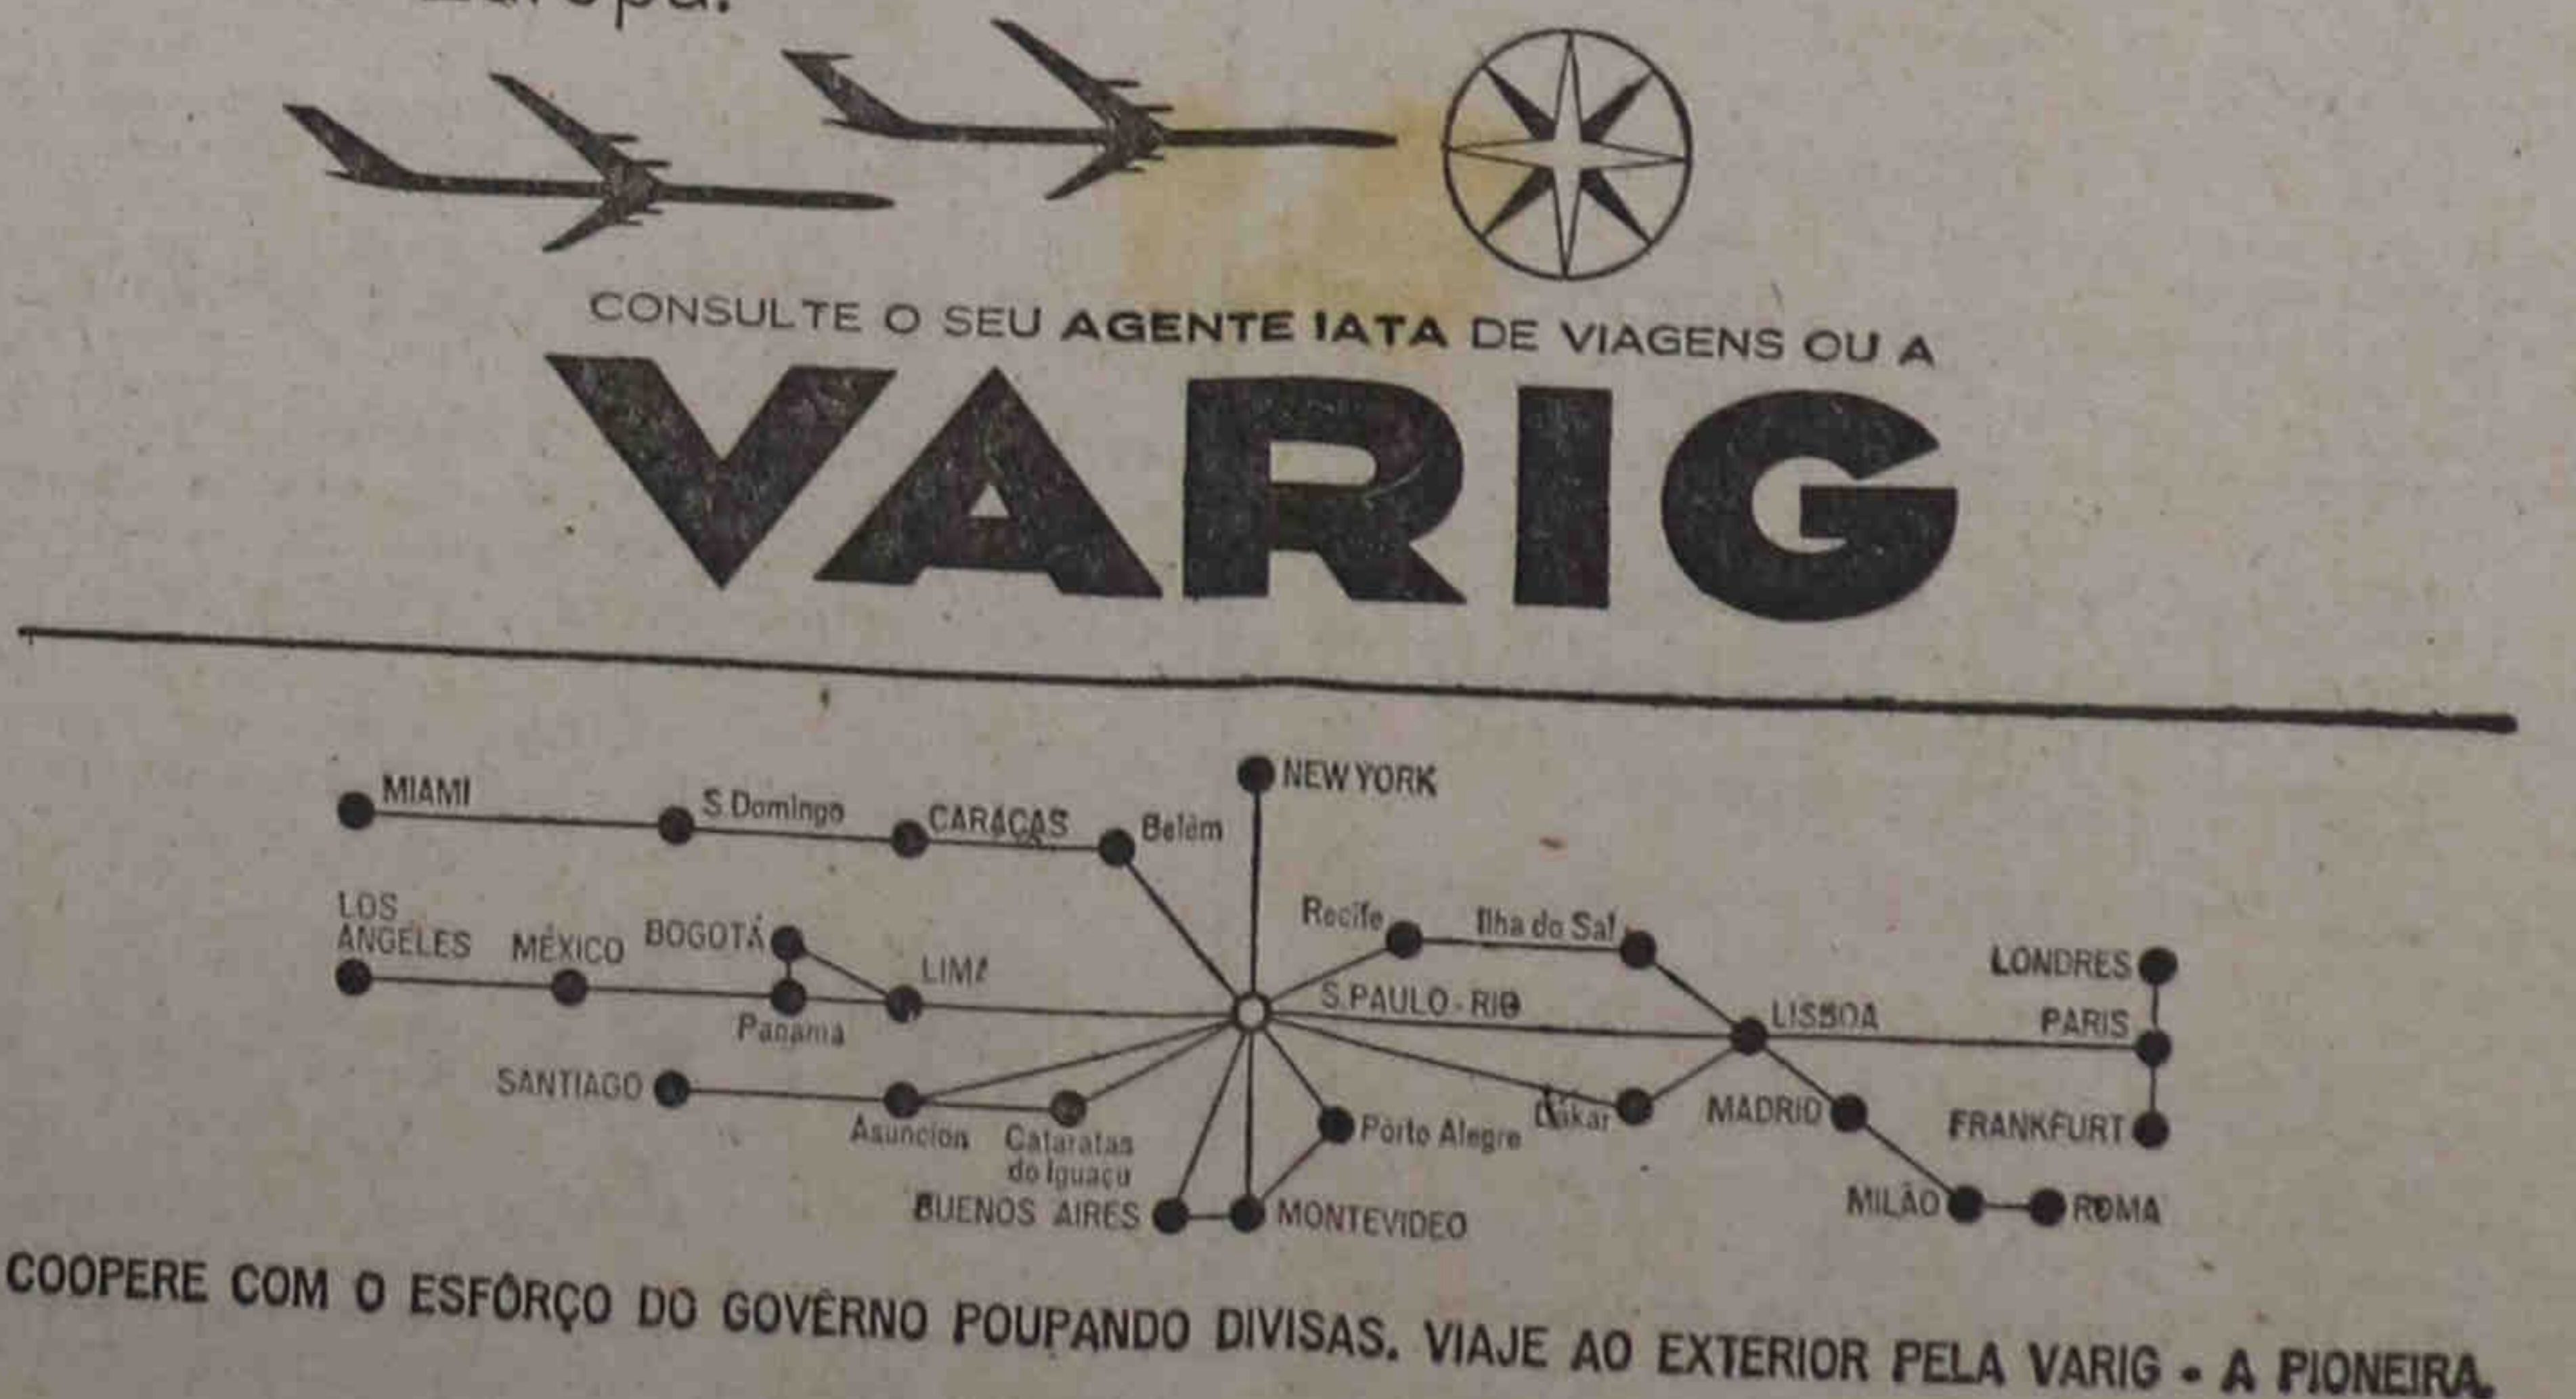 Europa.
CONSULTE O SEU AGENTE IATA DE VIAGENS OU A
VARIG
NEW YORK
MIAMI
S. Domingo
CARACAS
Belém
LOS
ANGELES
MÉXICO
BOGOTÁ
LIMA
Panamá
Recife
Ilha do Sal
S. PAULO - RIO
LISBOA
LONDRES
PARIS
SANTIAGO
Asuncion
Cataratas
do Iguaçu
Pôrto Alegre
Dakar
MADRID
FRANKFURT
BUENOS AIRES
MONTEVIDEO
MILÃO
ROMA
COOPERE COM O ESFÔRÇO DO GOVÊRNO POUPANDO DIVISAS. VIAJE AO EXTERIOR PELA VARIG - A PIONEIRA.